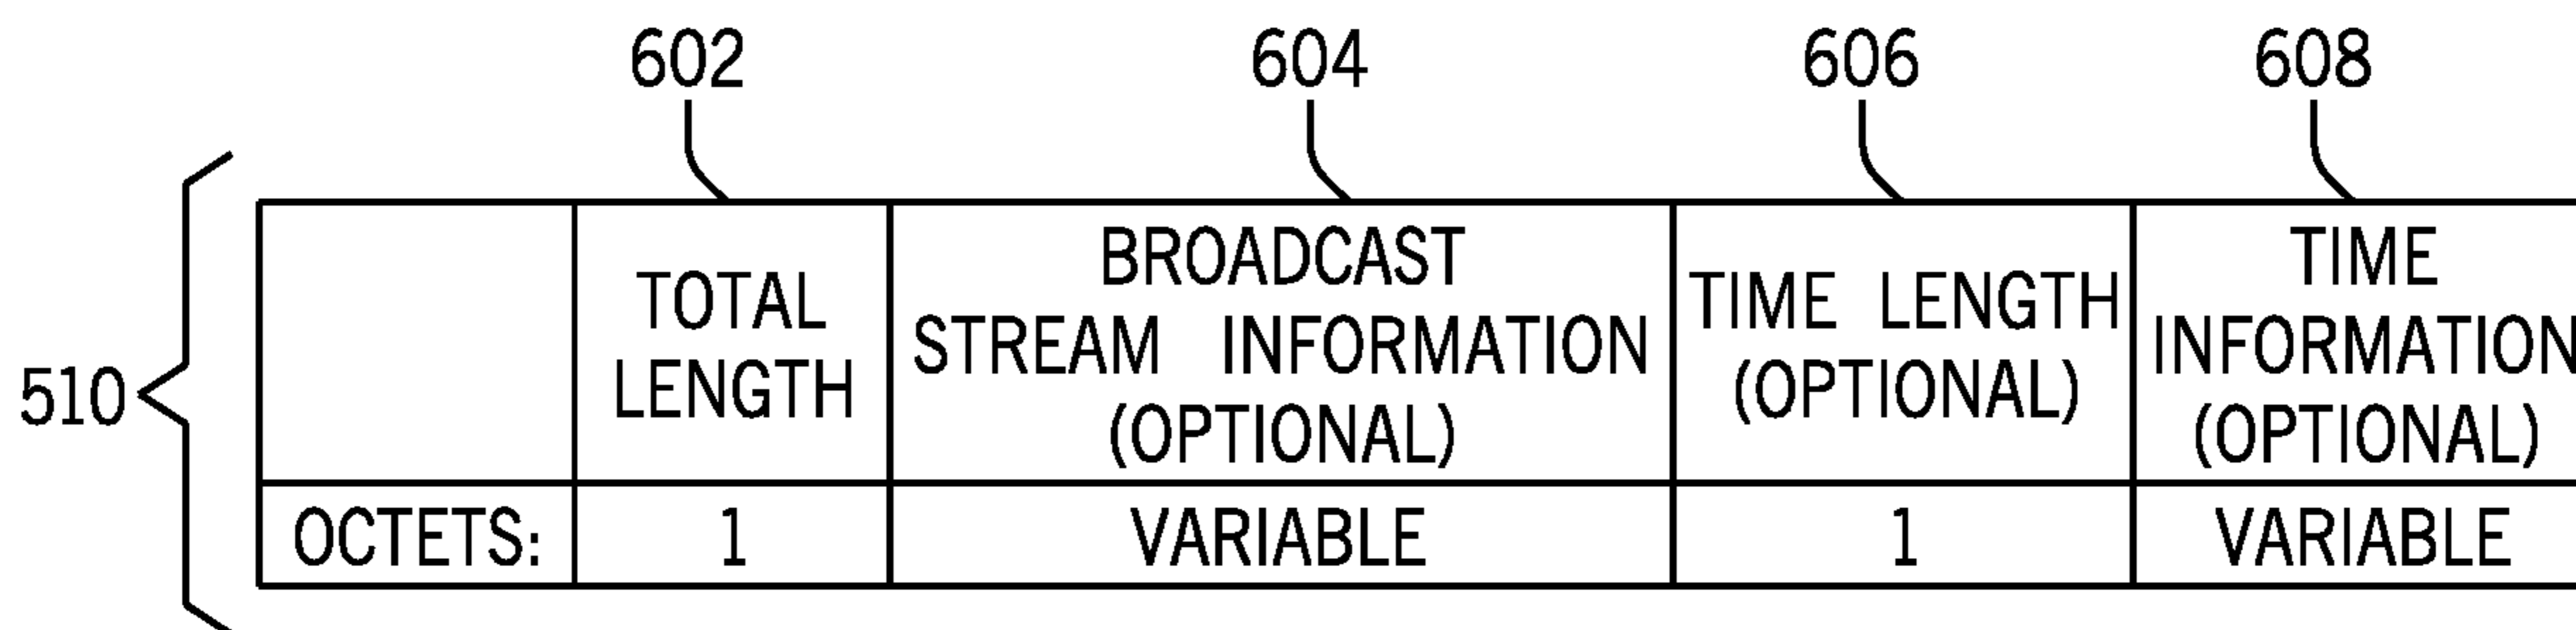 602 604 606 608
510
TOTAL
LENGTH
BROADCAST
STREAM INFORMATION
(OPTIONAL)
TIME LENGTH
(OPTIONAL)
TIME
INFORMATION
(OPTIONAL)
OCTETS: 1 VARIABLE 1 VARIABLE